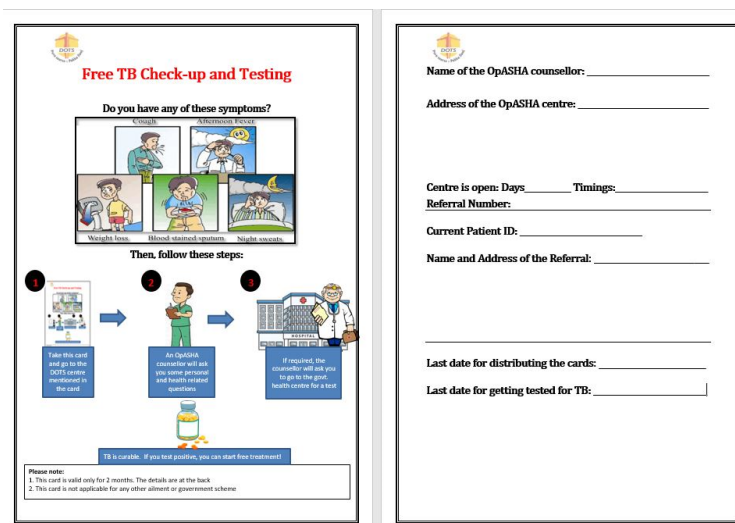 DOTS
Free TB Check-up and Testing
Do you have any of these symptoms?
Cough
Afternoon Fever
Weight loss
Blood stained sputum
Night sweats
Then, follow these steps:
1
2
3
HOSPITAL
Take this card
and go to the
DOTS centre
mentioned in
the card
An OpASHA
counsellor will ask
you some personal
and health related
questions
If required, the
counsellor will ask you
to go to the govt.
health centre for a test
TB is curable. If you test positive, you can start free treatment!
Please note:
1. This card is valid only for 2 months. The details are at the back
2. This card is not applicable for any other ailment or government scheme
DOTS
Name of the OpASHA counsellor:
Address of the OpASHA centre:
Centre is open: Days Timings:
Referral Number:
Current Patient ID:
Name and Address of the Referral:
Last date for distributing the cards:
Last date for getting tested for TB: